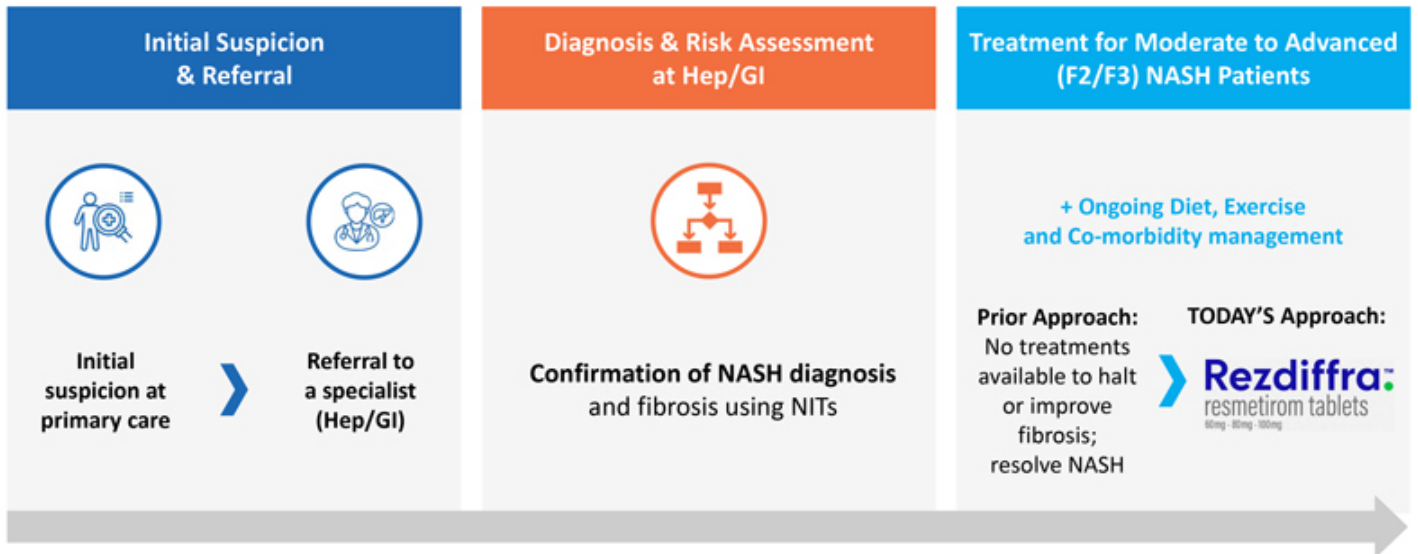 Initial Suspicion
& Referral
Initial
suspicion at
primary care
Referral to
a specialist
(Hep/GI)
Diagnosis & Risk Assessment
at Hep/GI
Confirmation of NASH diagnosis
and fibrosis using NITs
Treatment for Moderate to Advanced
(F2/F3) NASH Patients
+ Ongoing Diet, Exercise
and Co-morbidity management
Prior Approach:
No treatments
available to halt
or improve
fibrosis;
resolve NASH
TODAY’S Approach:
Rezdiffra™
resmetirom tablets
60mg - 80mg - 100mg